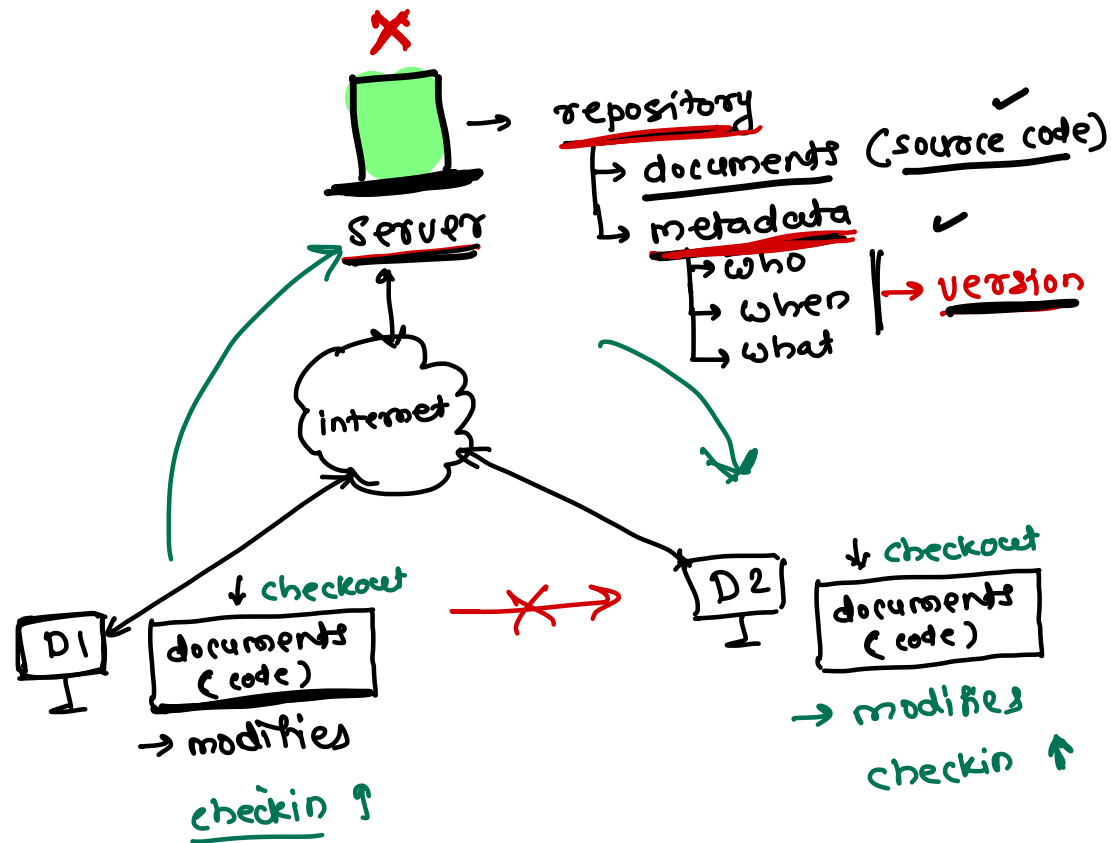 repository
documents (source code)
server
metadata
who
when
what
version
internet
checkout
D1
documents
(code)
modifies
checkin
checkout
D2
documents
(code)
modifies
checkin